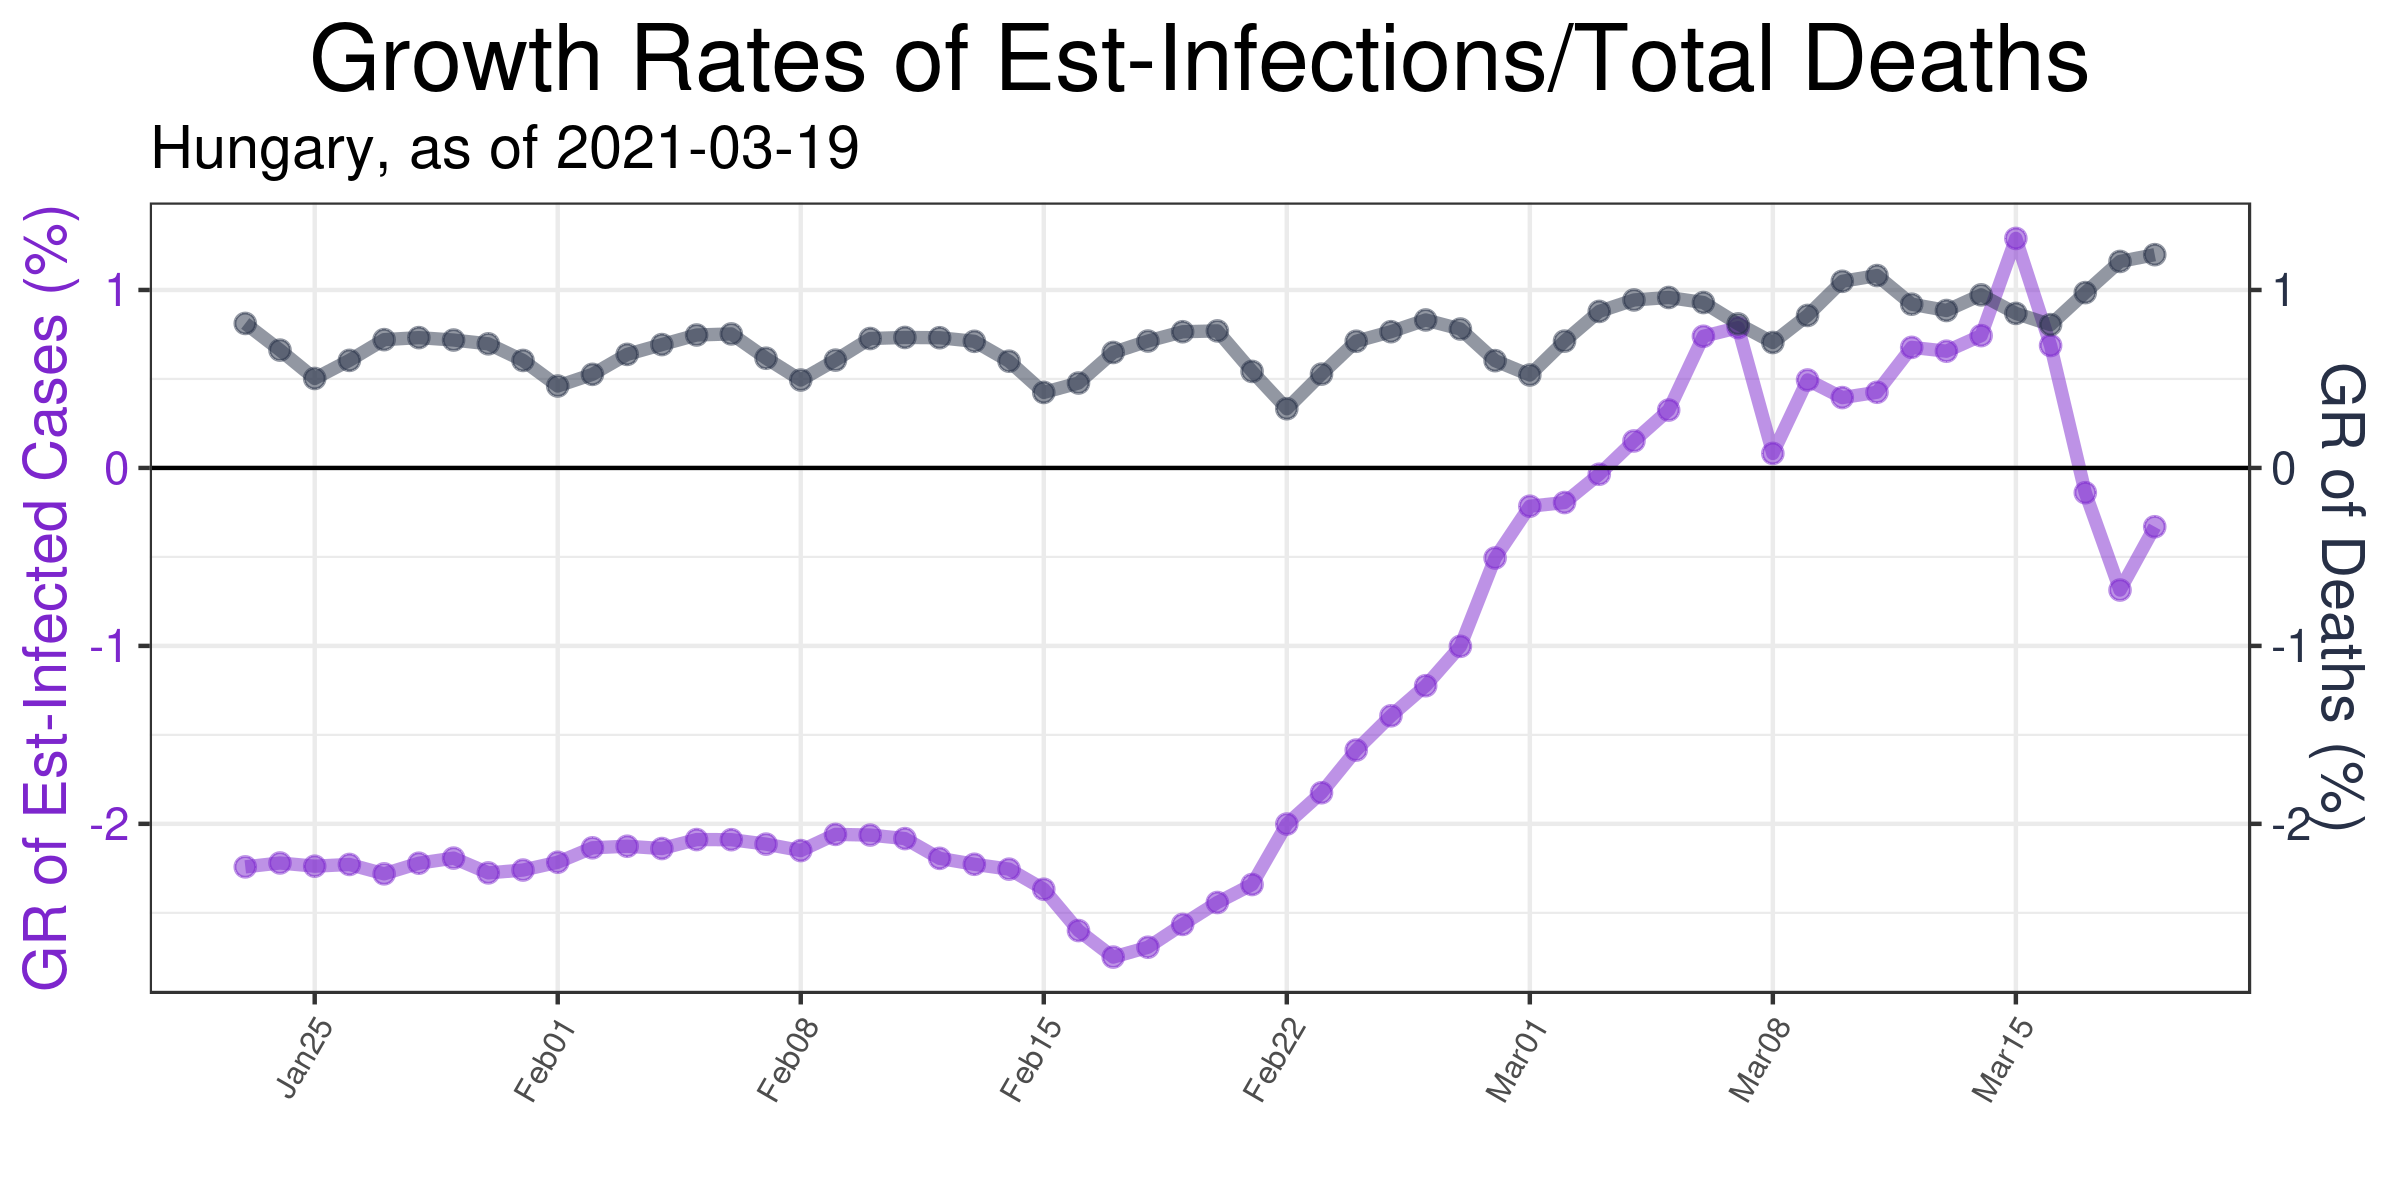 Growth Rates of Est-Infections/Total Deaths
Hungary, as of 2021-03-19
GR of Est-Infected Cases (%)
1
0
-1
-2
1
0
-1
-2
GR of Deaths (%)
Jan25
Feb01
Feb08
Feb15
Feb22
Mar01
Mar08
Mar15